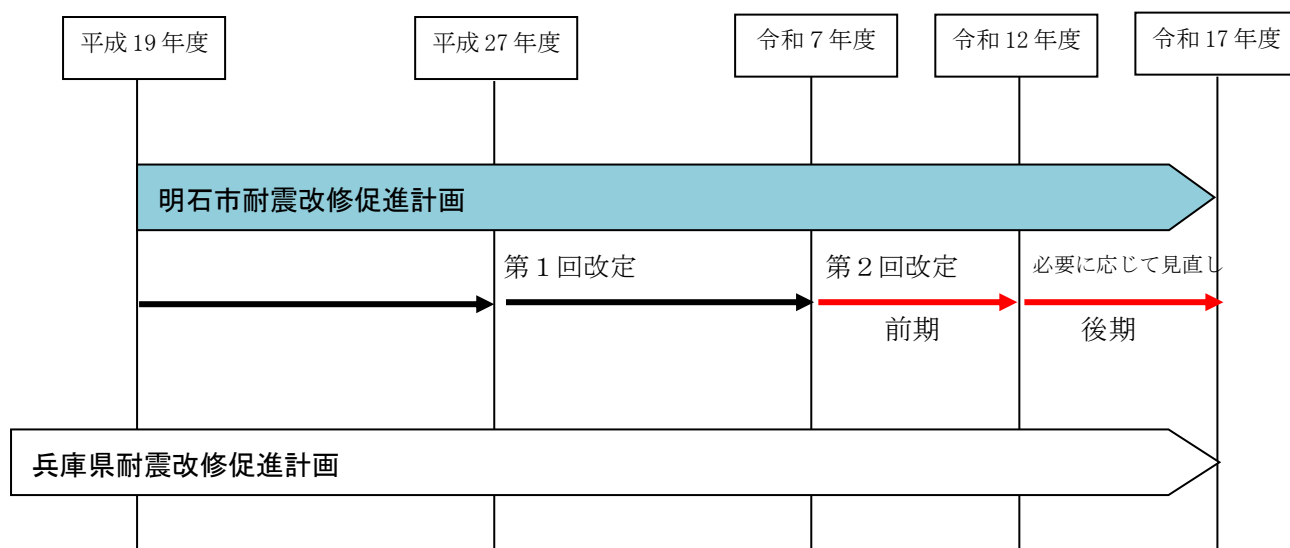 平成19年度
平成27年度
令和7年度
令和12年度
令和17年度
明石市耐震改修促進計画
第1回改定
第2回改定
必要に応じて見直し
前期
後期
兵庫県耐震改修促進計画